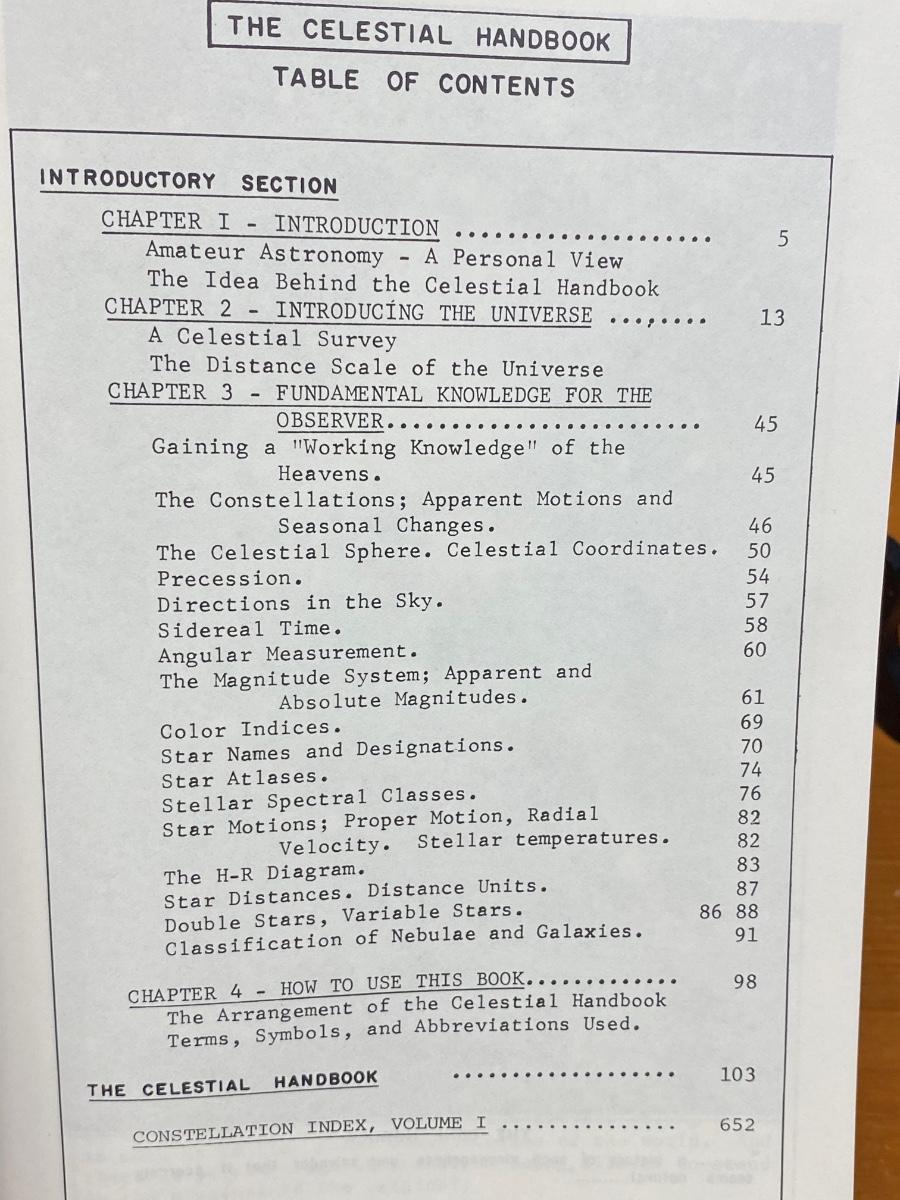 THE CELESTIAL HANDBOOK
TABLE OF CONTENTS
INTRODUCTORY SECTION
CHAPTER I - INTRODUCTION .................... 5
Amateur Astronomy - A Personal View
The Idea Behind the Celestial Handbook
CHAPTER 2 - INTRODUCÍNG THE UNIVERSE ...,.... 13
A Celestial Survey
The Distance Scale of the Universe
CHAPTER 3 - FUNDAMENTAL KNOWLEDGE FOR THE
OBSERVER......................... 45
Gaining a "Working Knowledge" of the
Heavens. 45
The Constellations; Apparent Motions and
Seasonal Changes. 46
The Celestial Sphere. Celestial Coordinates. 50
Precession. 54
Directions in the Sky. 57
Sidereal Time. 58
Angular Measurement. 60
The Magnitude System; Apparent and
Absolute Magnitudes. 61
Color Indices. 69
Star Names and Designations. 70
Star Atlases. 74
Stellar Spectral Classes. 76
Star Motions; Proper Motion, Radial 82
Velocity. Stellar temperatures. 82
The H-R Diagram. 83
Star Distances. Distance Units. 87
Double Stars, Variable Stars. 86 88
Classification of Nebulae and Galaxies. 91
CHAPTER 4 - HOW TO USE THIS BOOK............. 98
The Arrangement of the Celestial Handbook
Terms, Symbols, and Abbreviations Used.
THE CELESTIAL HANDBOOK ................... 103
CONSTELLATION INDEX, VOLUME I ............... 652